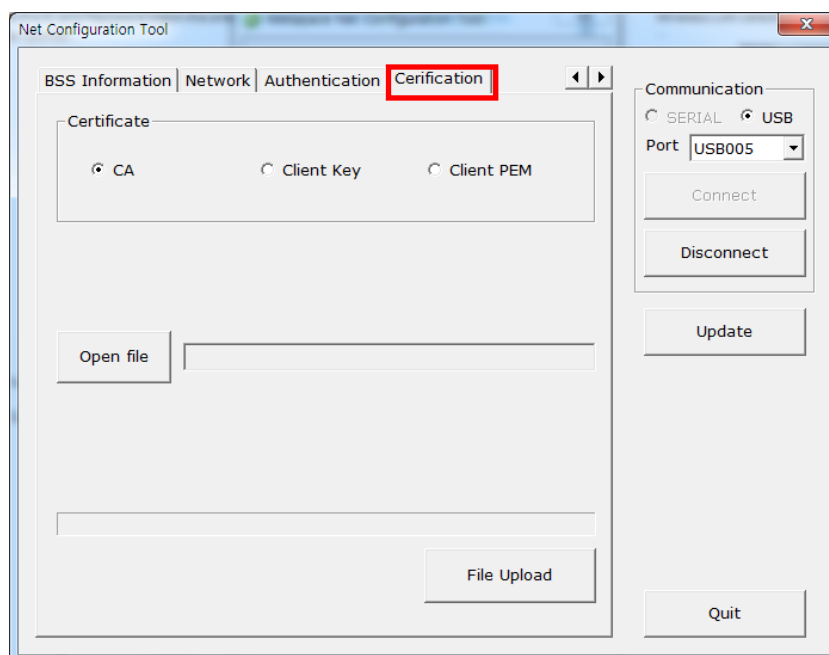 Net Configuration Tool
BSS Information Network Authentication Cerification
Certificate
CA Client Key Client PEM
Open file
File Upload
Communication
SERIAL USB
Port USB005
Connect
Disconnect
Update
Quit